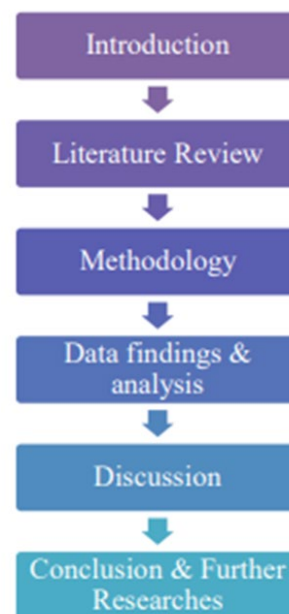 Introduction
Literature Review
Methodology
Data findings &
analysis
Discussion
Conclusion & Further
Researches